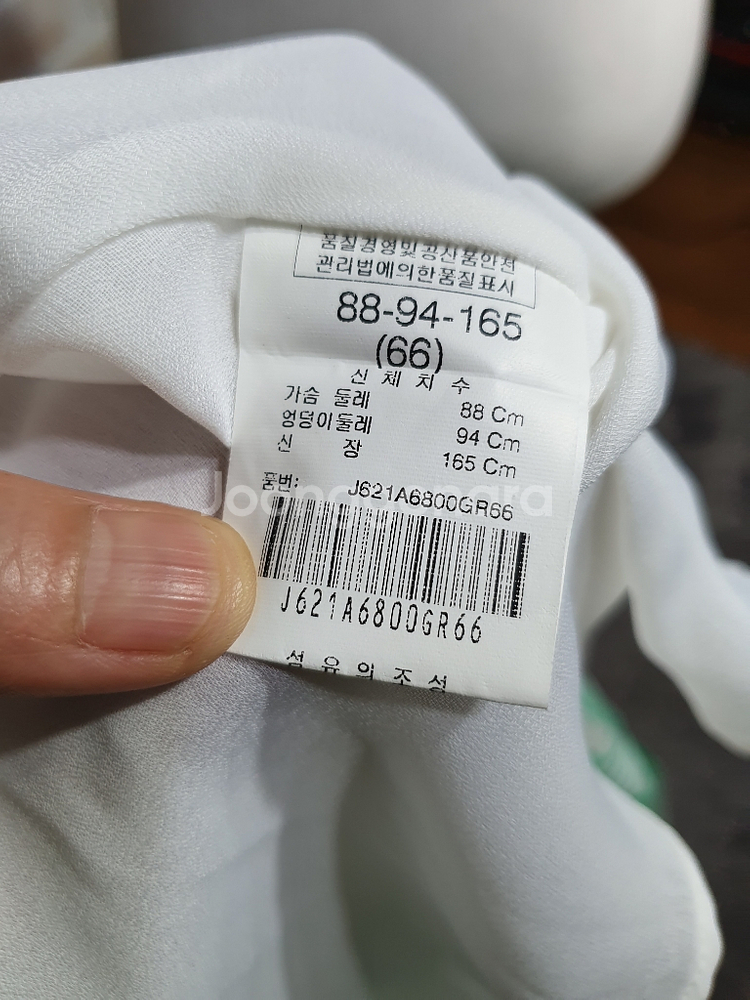 품질경영및공산품안전
관리법에의한품질표시
88-94-165
(66)
신 체 치 수
가슴 둘레 88 Cm
엉덩이둘레 94 Cm
신 장 165 Cm
품번: J621A6800GR66
Joongonara
J621A6800GR66
섬 유 의 조 성